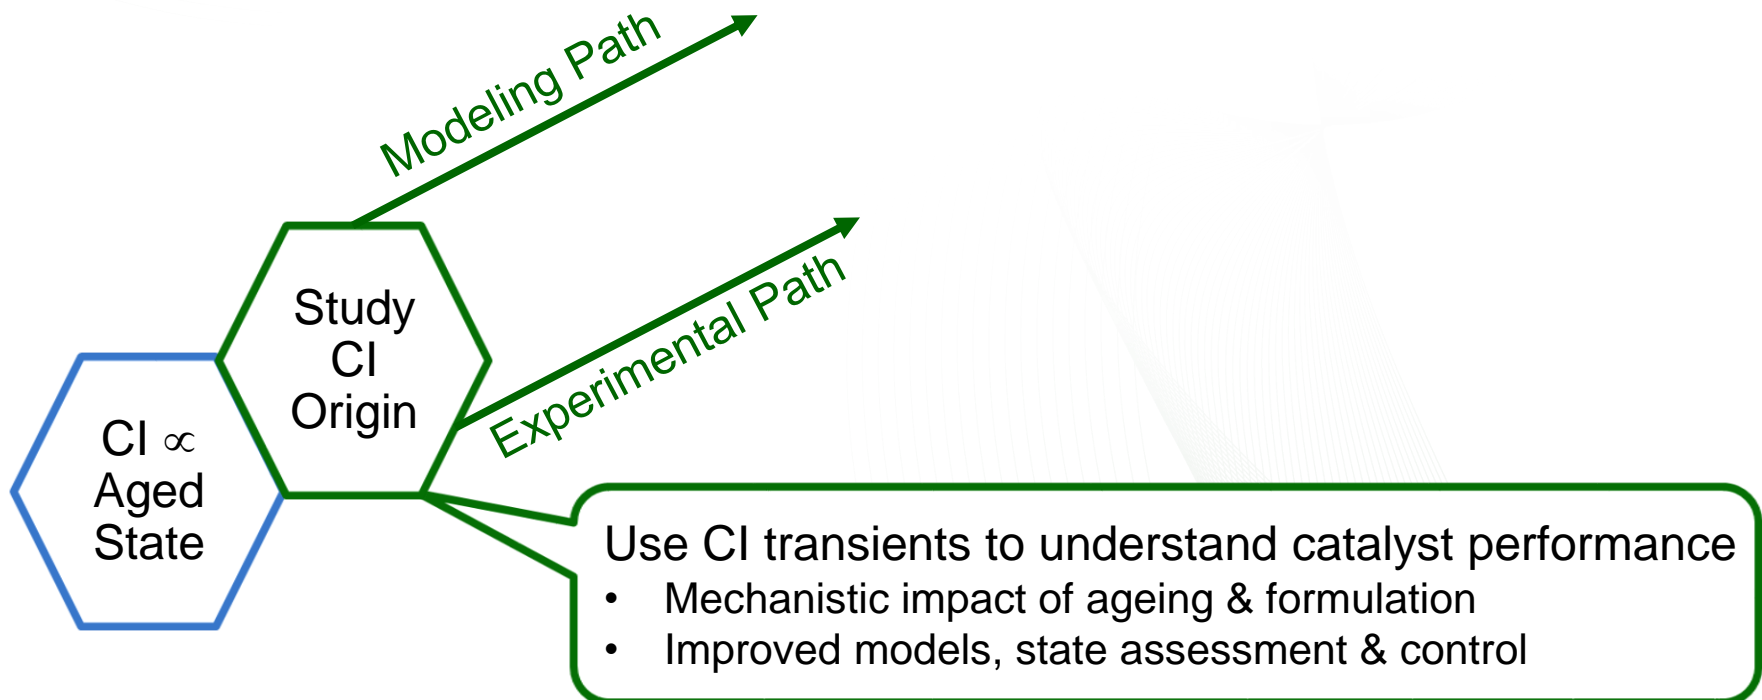 Modeling Path
Experimental Path
Study
CI
Origin
CI ∝
Aged
State
Use CI transients to understand catalyst performance
• Mechanistic impact of ageing & formulation
• Improved models, state assessment & control